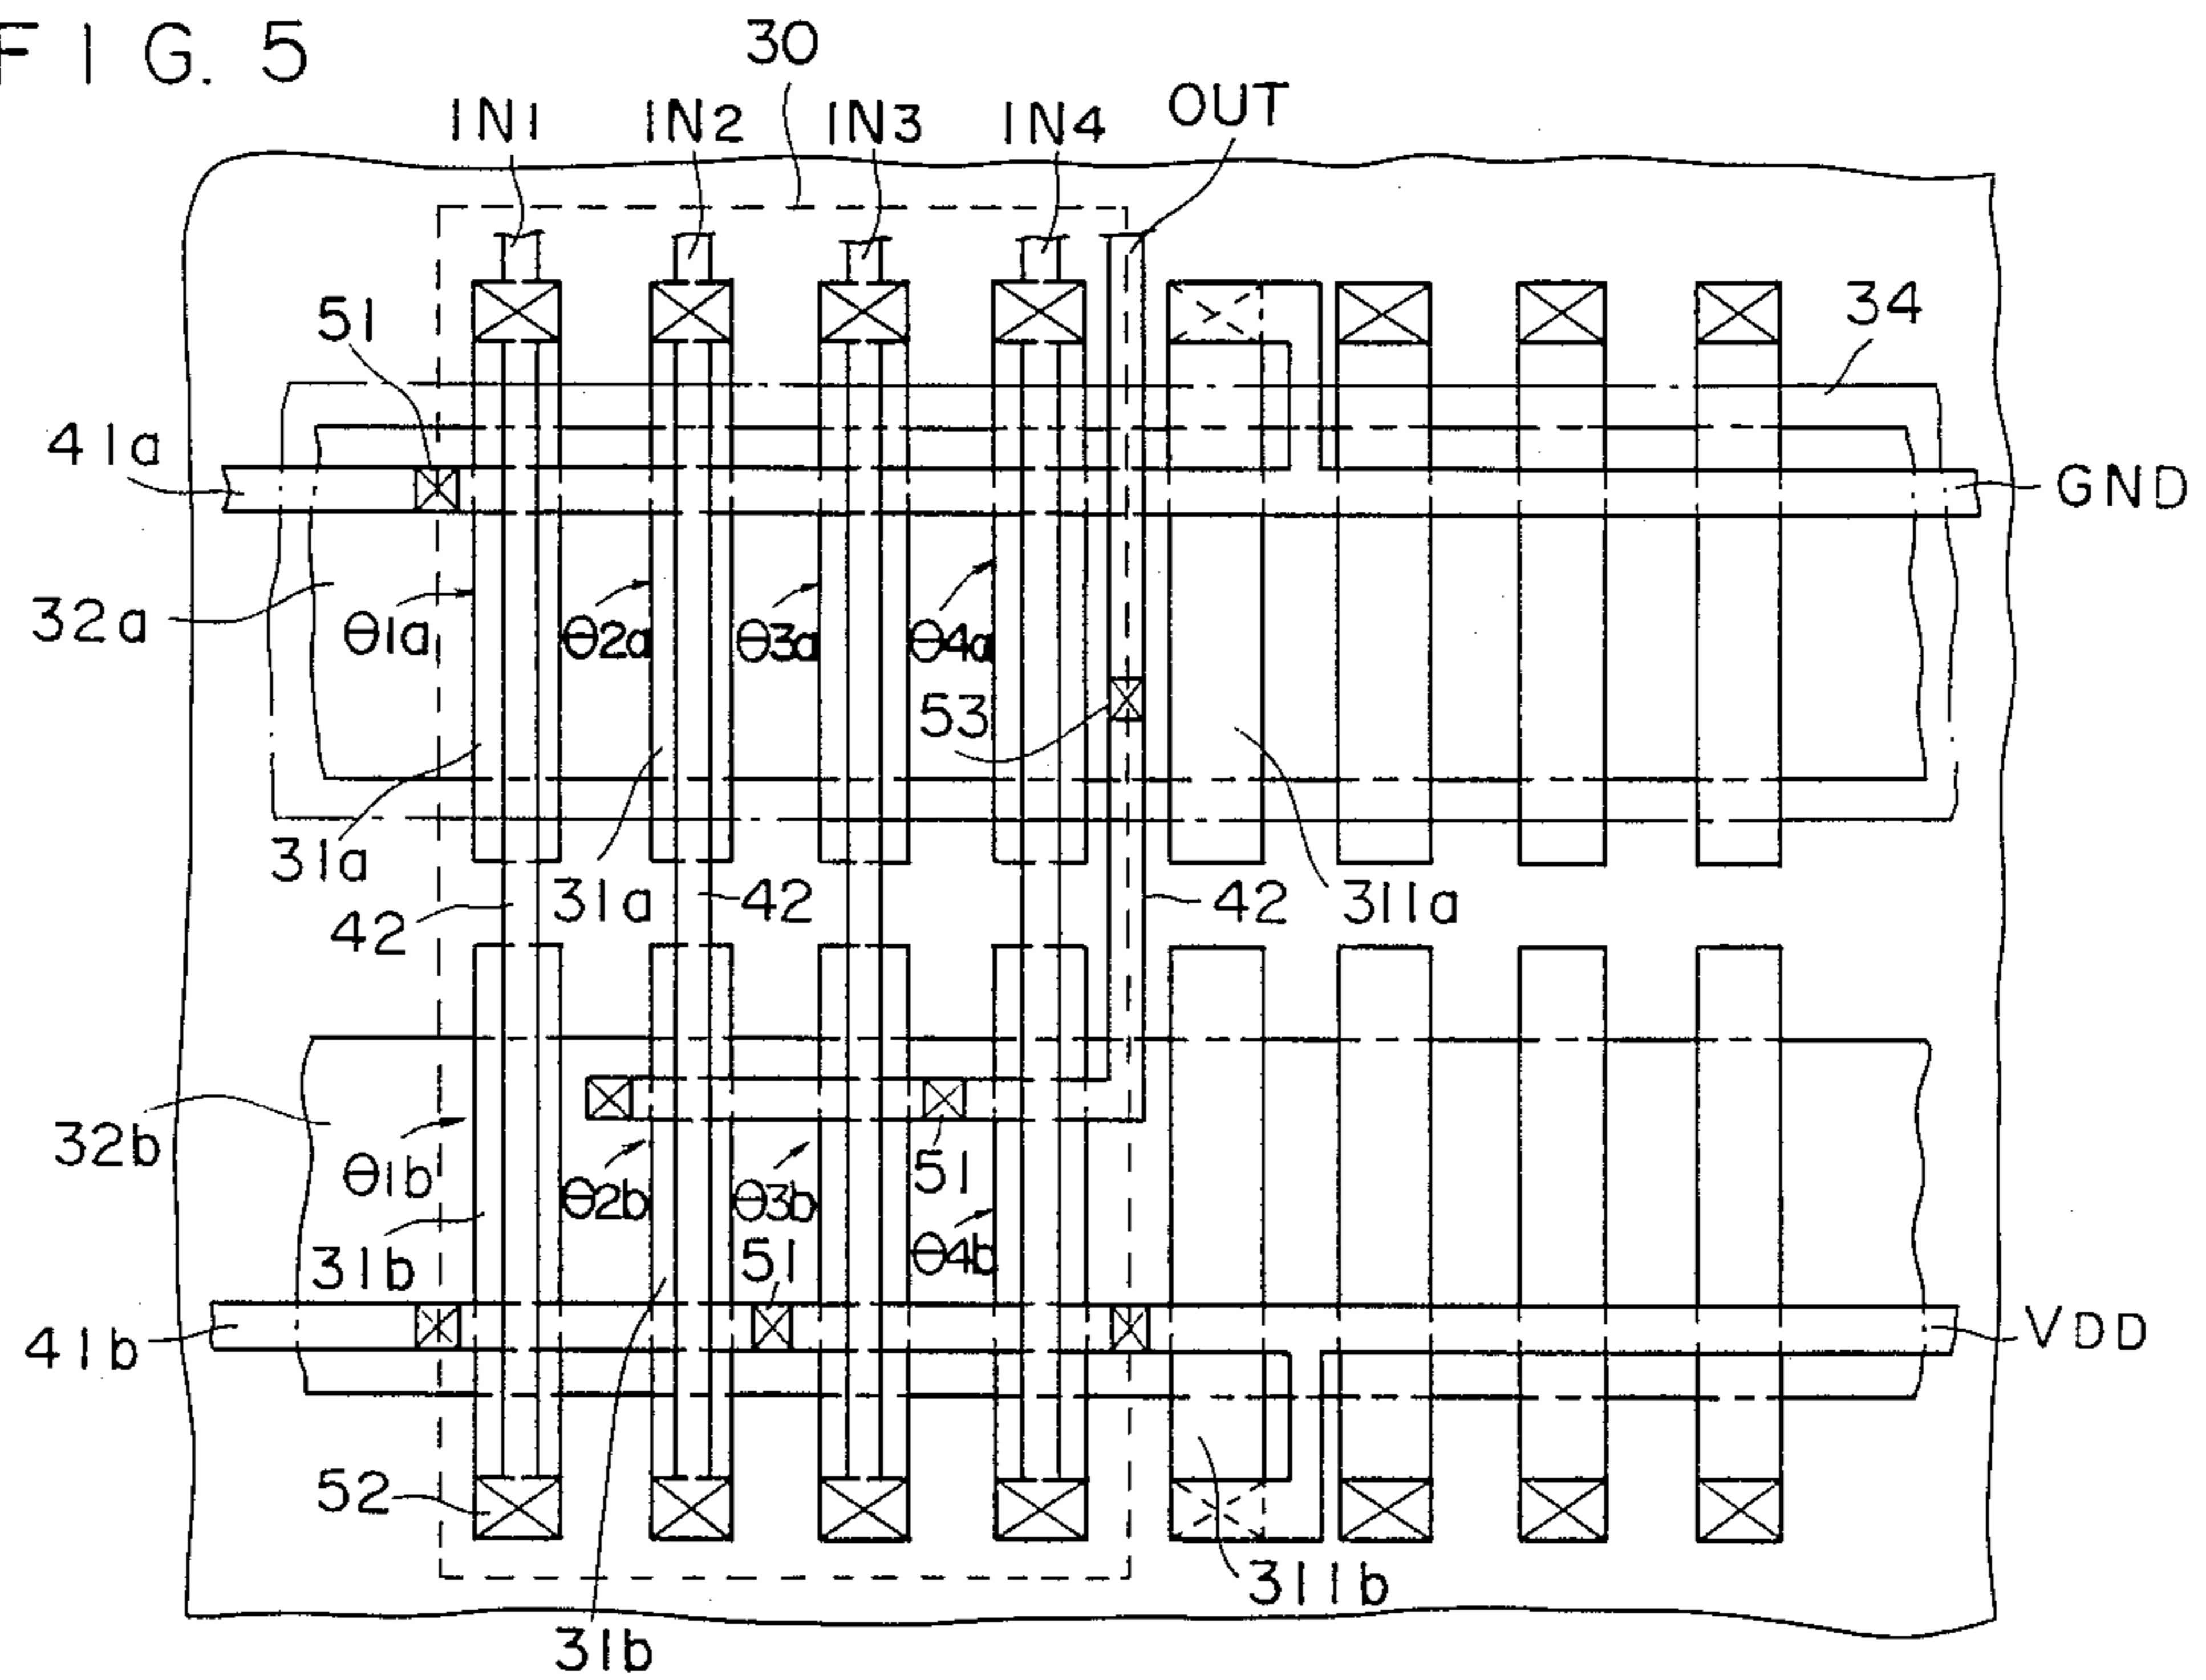 FIG. 5
30
IN1 IN2 IN3 IN4 OUT
51
34
41a
GND
32a
θ1a θ2a θ3a θ4a
53
31a
31a
42
42
42
311a
32b
θ1b θ2b θ3b
51
31b
51
θ4b
41b
VDD
52
311b
31b